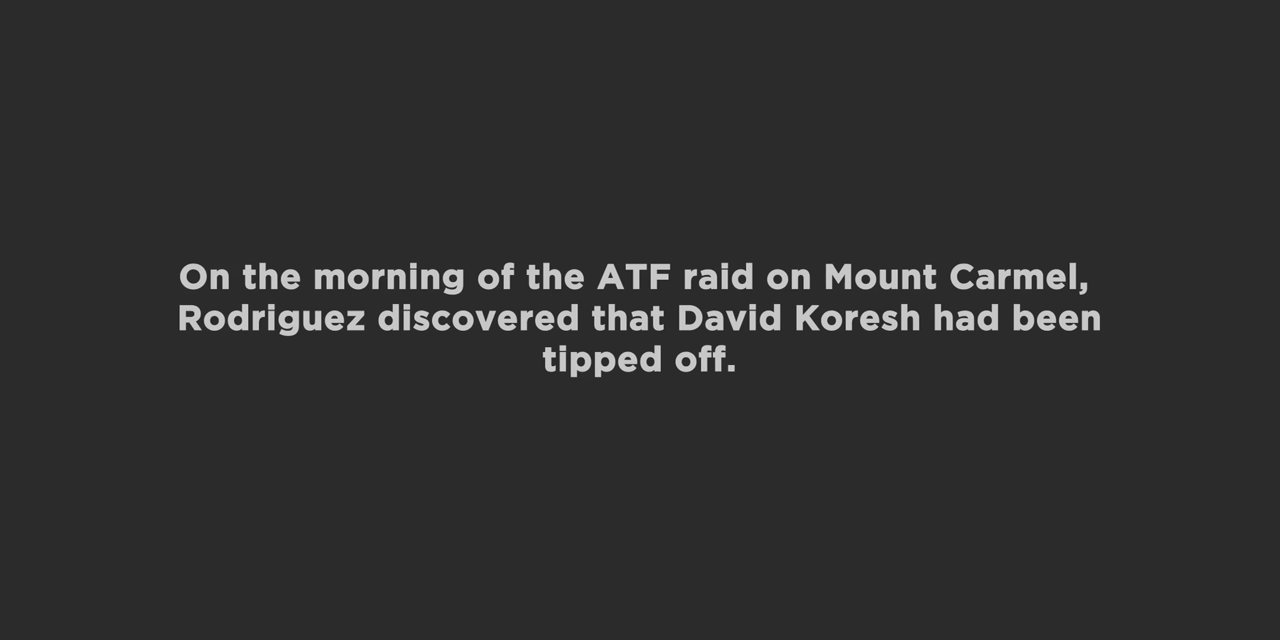 On the morning of the ATF raid on Mount Carmel,
Rodriguez discovered that David Koresh had been
tipped off.